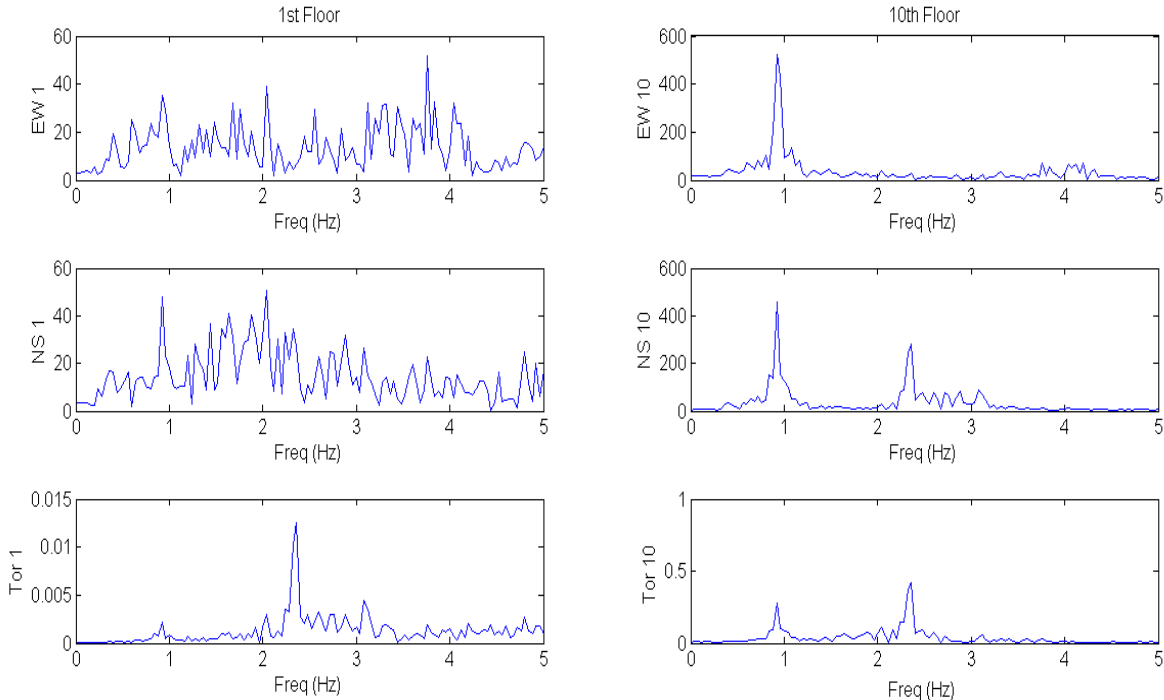 1st Floor
60
40
20
0
EW 1
0 1 2 3 4 5
Freq (Hz)
10th Floor
600
400
200
0
EW 10
0 1 2 3 4 5
Freq (Hz)
60
40
20
0
NS 1
0 1 2 3 4 5
Freq (Hz)
600
400
200
0
NS 10
0 1 2 3 4 5
Freq (Hz)
0.015
0.01
0.005
0
Tor 1
0 1 2 3 4 5
Freq (Hz)
1
0.5
0
Tor 10
0 1 2 3 4 5
Freq (Hz)